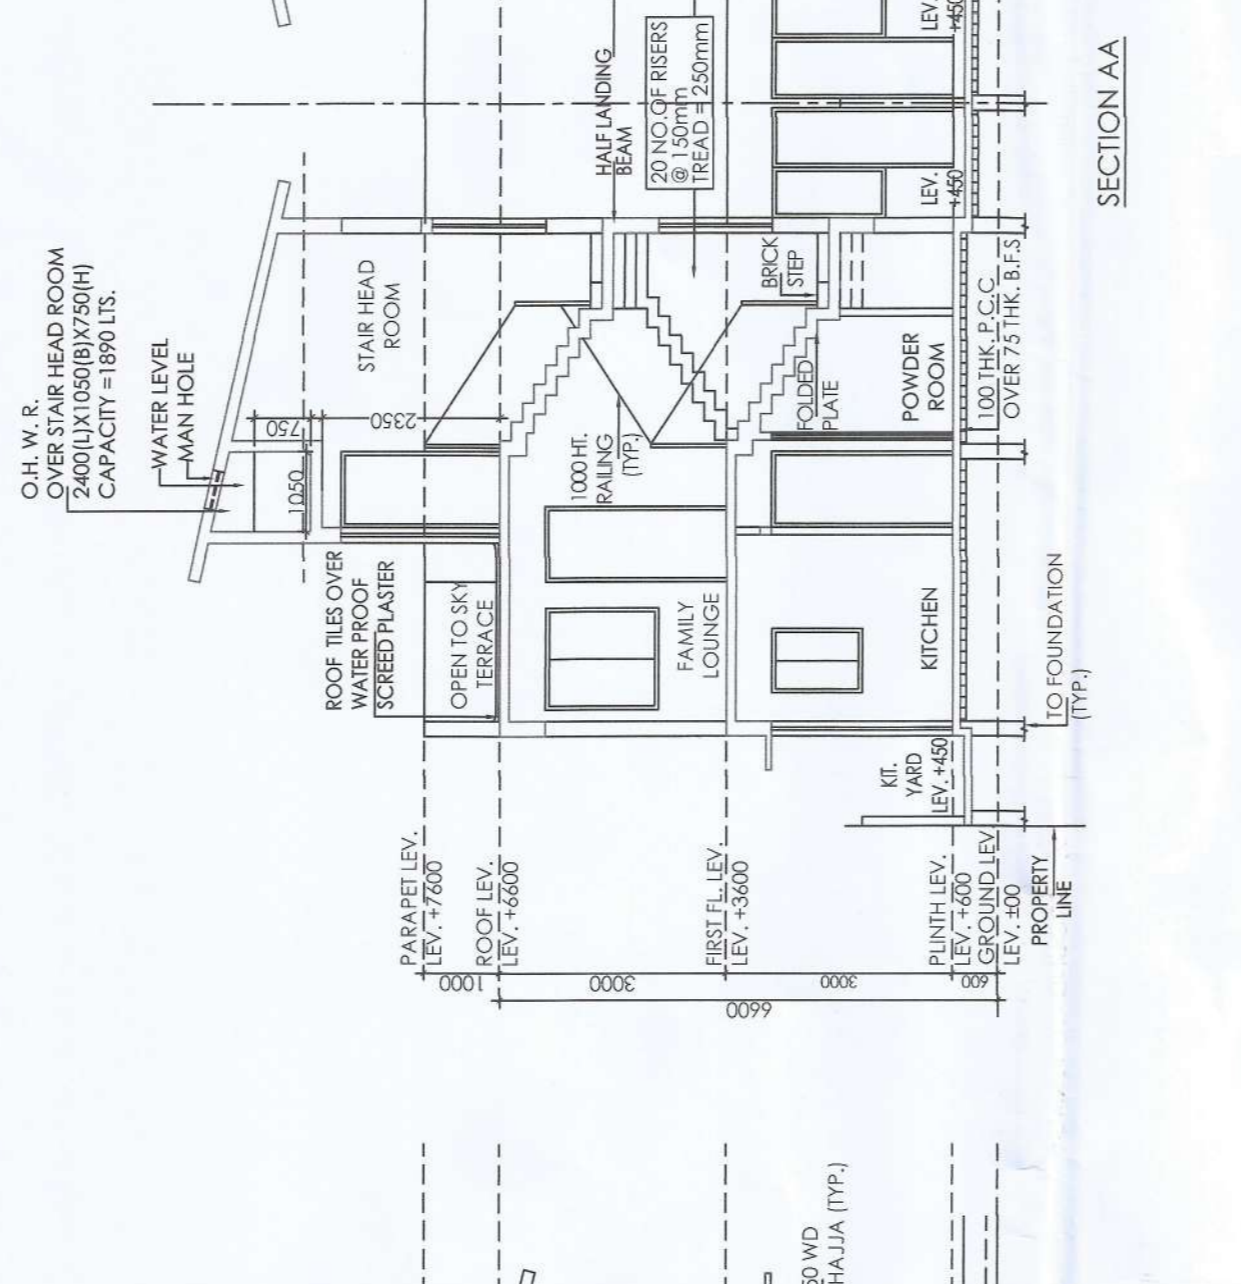 O.H. W. R.
OVER STAIR HEAD ROOM
2400(L)X1050(B)X750(H)
CAPACITY =1890 LTS.
WATER LEVEL
MAN HOLE
750
1050
2350
STAIR HEAD
ROOM
ROOF TILES OVER
WATER PROOF
SCREED PLASTER
OPEN TO SKY
TERRACE
HALF LANDING
BEAM
20 NO.OF RISERS
@ 150mm
TREAD = 250mm
1000 HT.
RAILING
(TYP.)
FAMILY
LOUNGE
BRICK
STEP
FOLDED
PLATE
POWDER
ROOM
KITCHEN
KIT.
YARD
LEV. +450
LEV.
+450
LEV.
+450
100 THK. P.C.C
OVER 75 THK. B.F.S
TO FOUNDATION
(TYP.)
PARAPET LEV.
LEV. +7600
ROOF LEV.
LEV. +6600
FIRST FL. LEV.
LEV. +3600
PLINTH LEV.
LEV. +600
GROUND LEV
LEV. ±00
PROPERTY
LINE
1000
3000
3000
600
6600
SECTION AA
50 WD
HAJJA (TYP.)